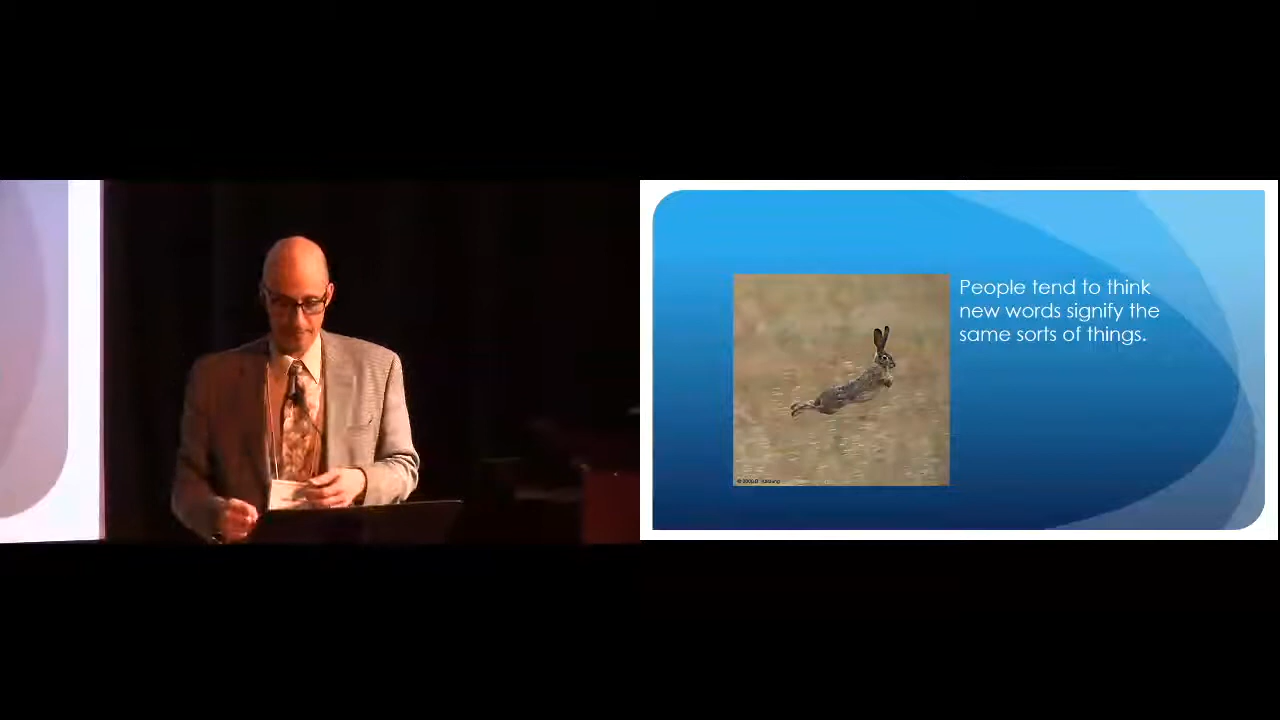 People tend to think
new words signify the
same sorts of things.